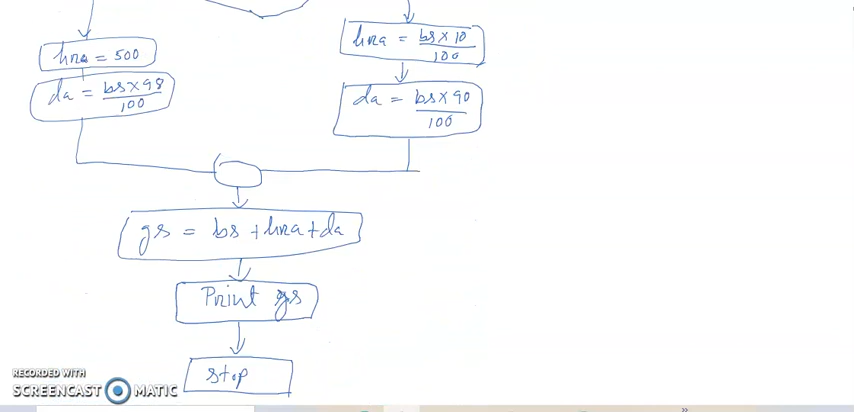 hra = 500
da = bs x 98
100
hra = bs x 10
100
da = bs x 90
100
gs = bs + hra + da
Print gs
stop
RECORDED WITH
SCREENCAST MATIC
»